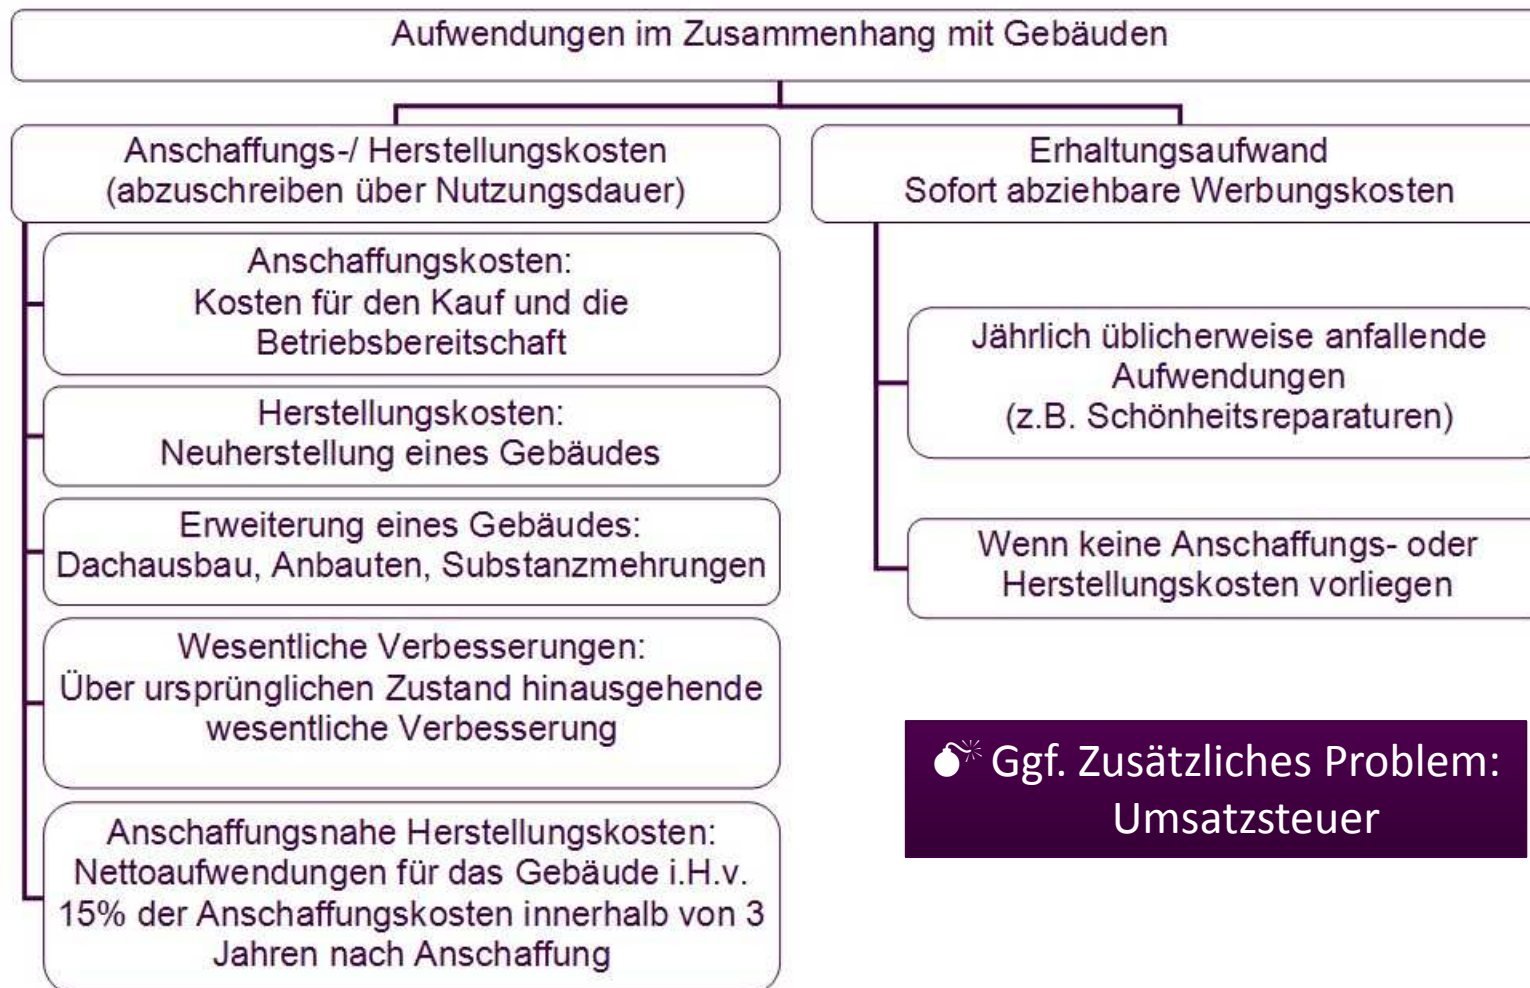 Aufwendungen im Zusammenhang mit Gebäuden
Anschaffungs-/ Herstellungskosten
(abzuschreiben über Nutzungsdauer)
Anschaffungskosten:
Kosten für den Kauf und die
Betriebsbereitschaft
Herstellungskosten:
Neuherstellung eines Gebäudes
Erweiterung eines Gebäudes:
Dachausbau, Anbauten, Substanzmehrungen
Wesentliche Verbesserungen:
Über ursprünglichen Zustand hinausgehende
wesentliche Verbesserung
Anschaffungsnahe Herstellungskosten:
Nettoaufwendungen für das Gebäude i.H.v.
15% der Anschaffungskosten innerhalb von 3
Jahren nach Anschaffung
Erhaltungsaufwand
Sofort abziehbare Werbungskosten
Jährlich üblicherweise anfallende
Aufwendungen
(z.B. Schönheitsreparaturen)
Wenn keine Anschaffungs- oder
Herstellungskosten vorliegen
💣 Ggf. Zusätzliches Problem:
Umsatzsteuer